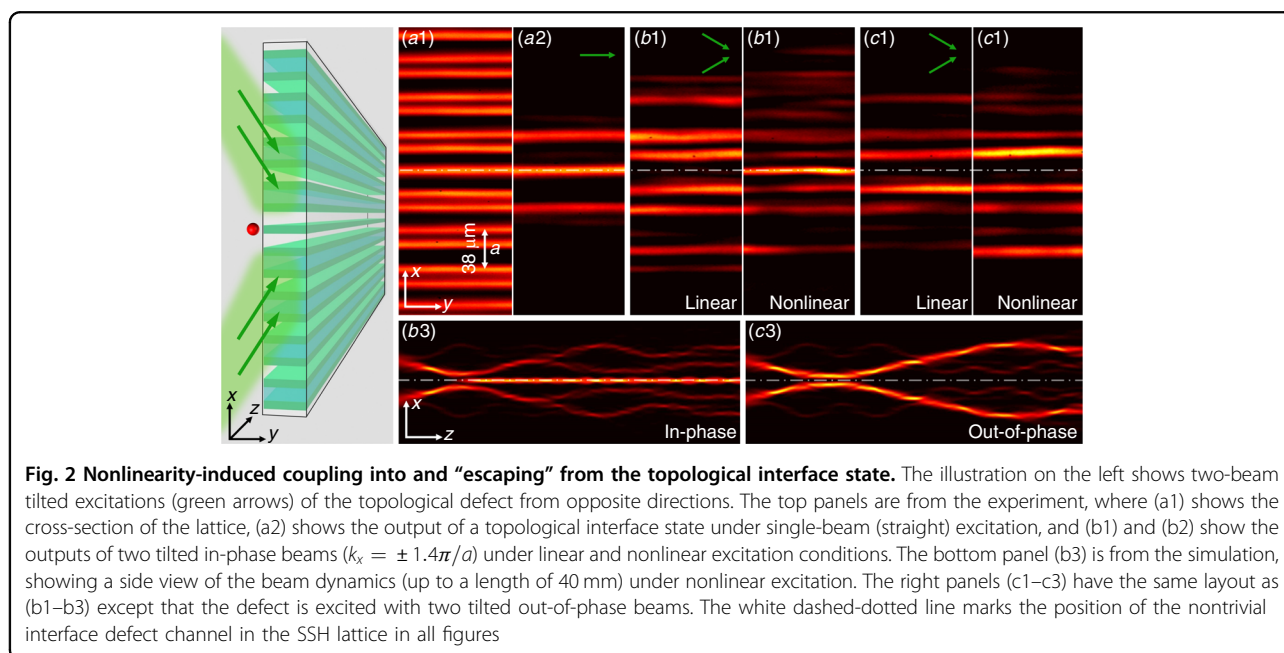 (a1) (a2) (b1) (b1) (c1) (c1)
38 μm
a
x
y
Linear Nonlinear Linear Nonlinear
(b3) (c3)
x
z
y
x
z
In-phase Out-of-phase
Fig. 2 Nonlinearity-induced coupling into and “escaping” from the topological interface state. The illustration on the left shows two-beam
tilted excitations (green arrows) of the topological defect from opposite directions. The top panels are from the experiment, where (a1) shows the
cross-section of the lattice, (a2) shows the output of a topological interface state under single-beam (straight) excitation, and (b1) and (b2) show the
outputs of two tilted in-phase beams (kₓ = ± 1.4π/a) under linear and nonlinear excitation conditions. The bottom panel (b3) is from the simulation,
showing a side view of the beam dynamics (up to a length of 40 mm) under nonlinear excitation. The right panels (c1–c3) have the same layout as
(b1–b3) except that the defect is excited with two tilted out-of-phase beams. The white dashed-dotted line marks the position of the nontrivial
interface defect channel in the SSH lattice in all figures